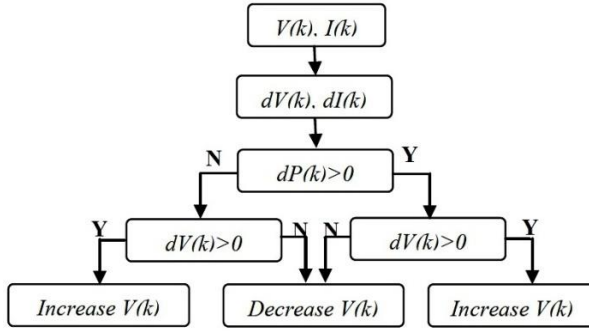 V(k), I(k)
dV(k), dI(k)
N
Y
dP(k)>0
Y
dV(k)>0
N
N
dV(k)>0
Y
Increase V(k)
Decrease V(k)
Increase V(k)